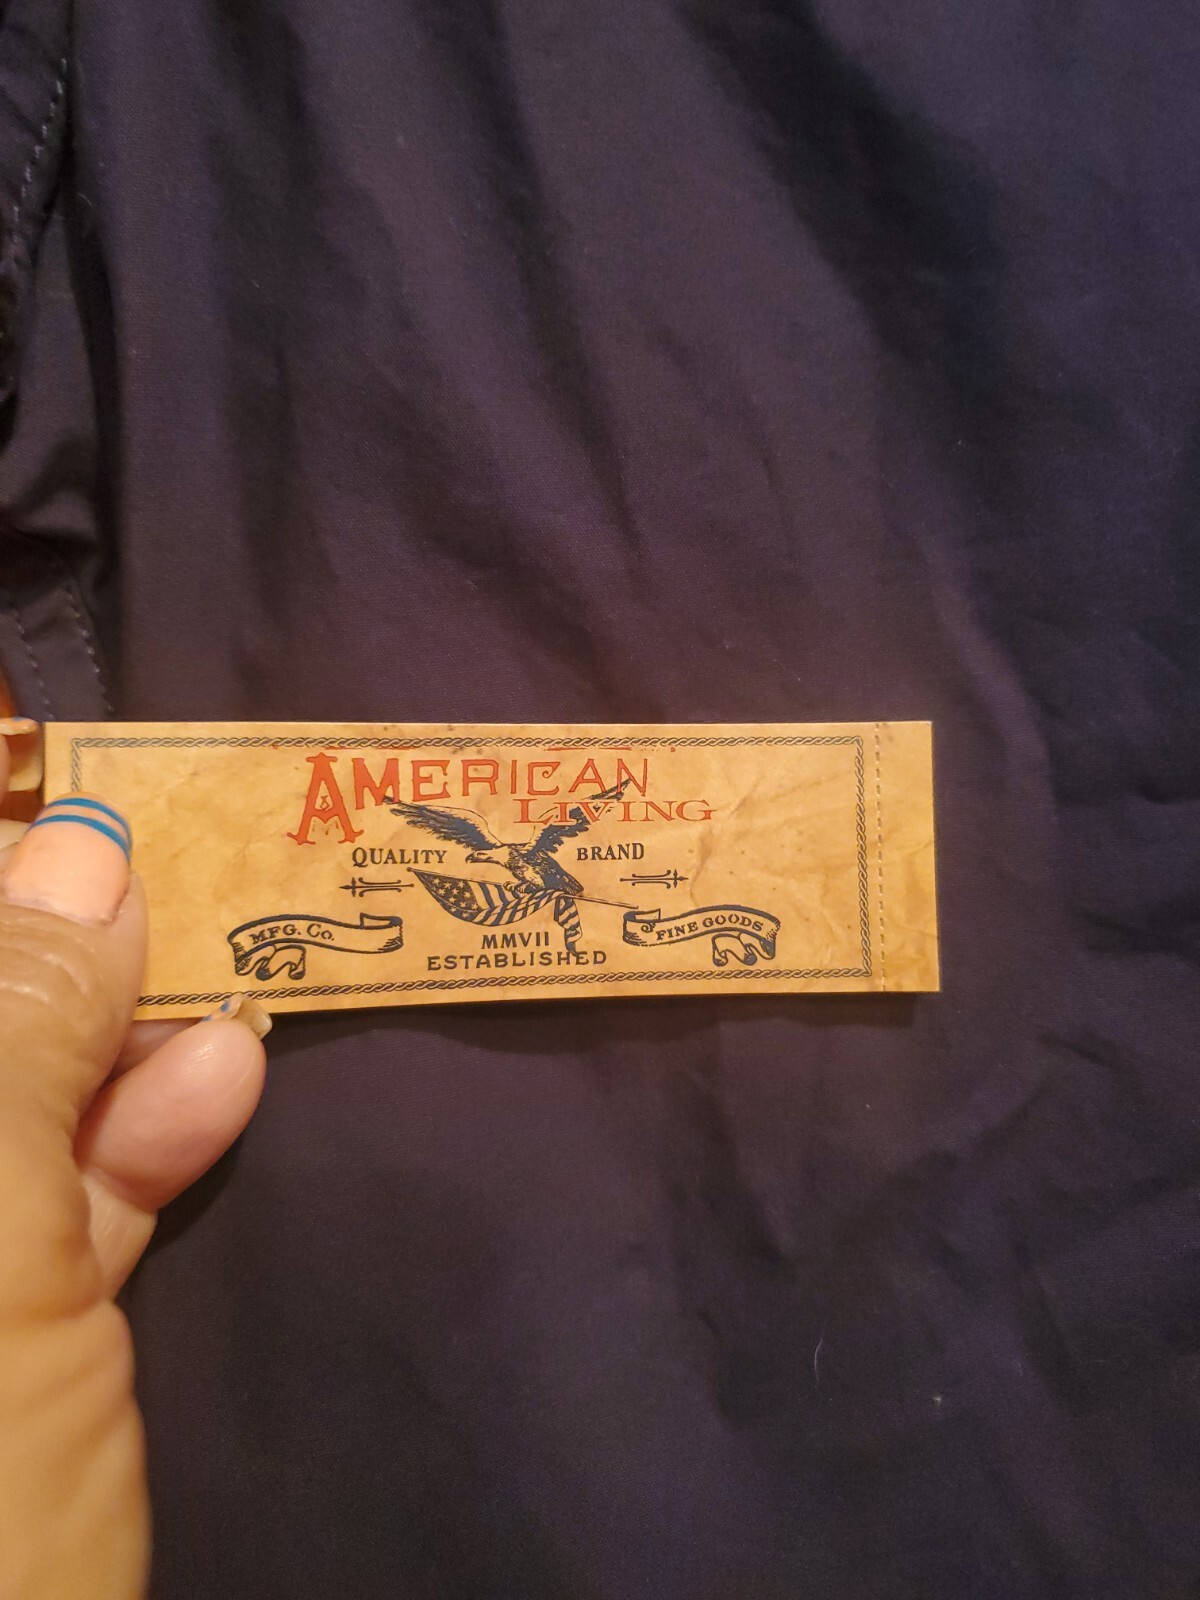 AMERICAN
LIVING
QUALITY BRAND
MFG. Co.
FINE GOODS
MMVII
ESTABLISHED